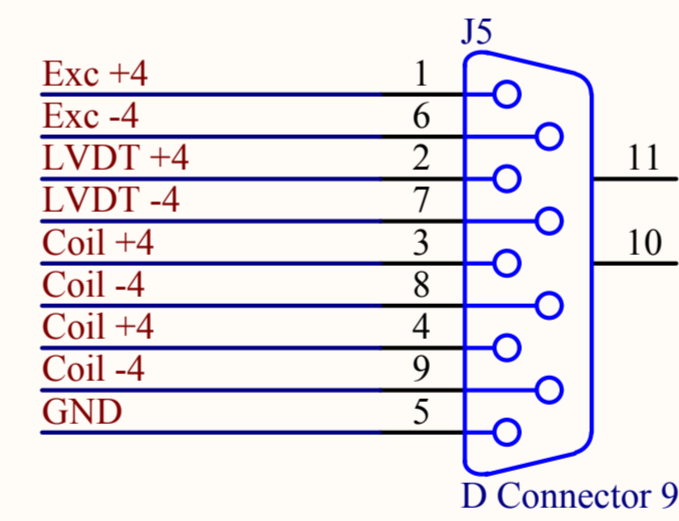 J5
Exc +4 1
Exc -4 6
LVDT +4 2 11
LVDT -4 7
Coil +4 3 10
Coil -4 8
Coil +4 4
Coil -4 9
GND 5
D Connector 9